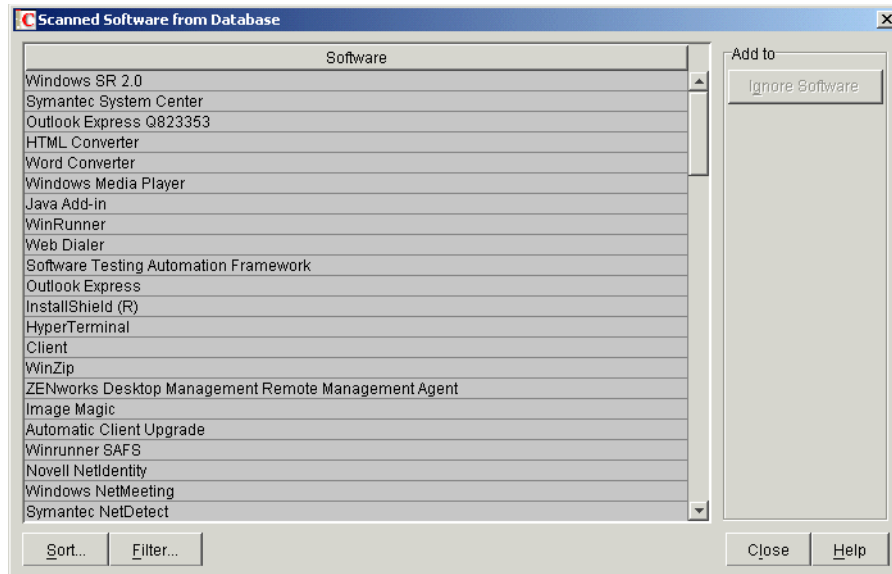 Scanned Software from Database
Software
Windows SR 2.0
Symantec System Center
Outlook Express Q823353
HTML Converter
Word Converter
Windows Media Player
Java Add-in
WinRunner
Web Dialer
Software Testing Automation Framework
Outlook Express
InstallShield (R)
HyperTerminal
Client
WinZip
ZENworks Desktop Management Remote Management Agent
Image Magic
Automatic Client Upgrade
Winrunner SAFS
Novell NetIdentity
Windows NetMeeting
Symantec NetDetect
Add to
Ignore Software
Sort... Filter... Close Help